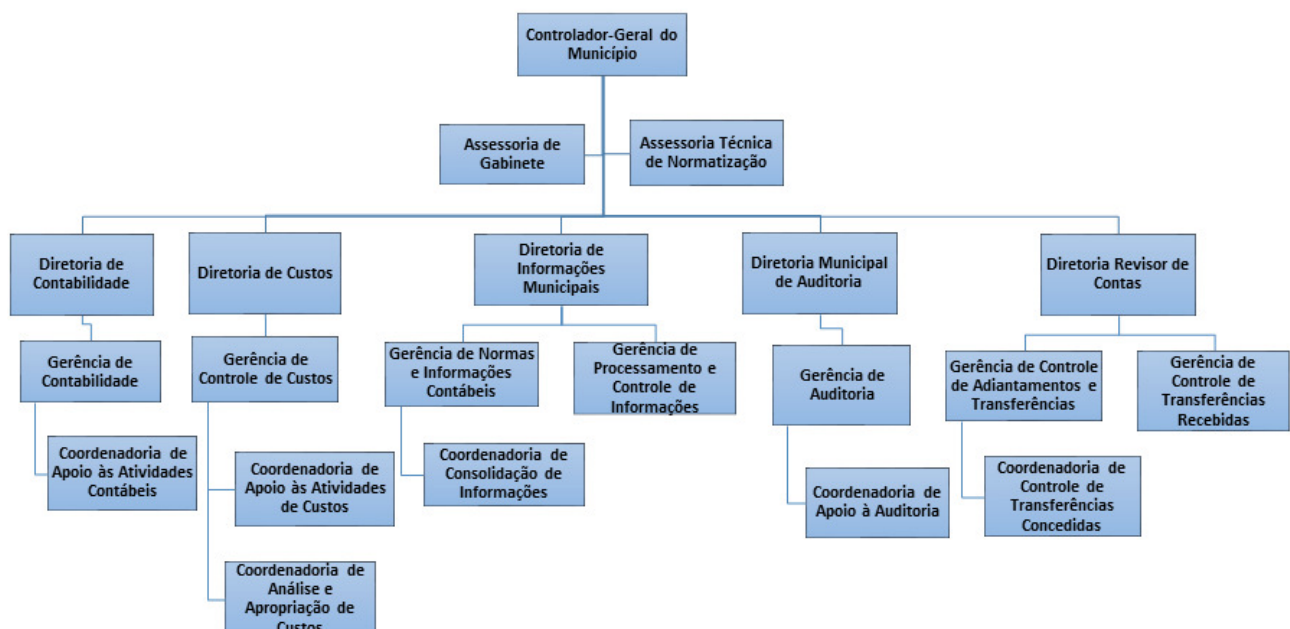 Controlador-Geral do
Município
Assessoria de
Gabinete
Assessoria Técnica
de Normatização
Diretoria de
Contabilidade
Diretoria de Custos
Diretoria de
Informações
Municipais
Diretoria Municipal
de Auditoria
Diretoria Revisor de
Contas
Gerência de
Contabilidade
Gerência de
Controle de Custos
Gerência de Normas
e Informações
Contábeis
Gerência de
Processamento e
Controle de
Informações
Gerência de
Auditoria
Gerência de Controle
de Adiantamentos e
Transferências
Gerência de
Controle de
Transferências
Recebidas
Coordenadoria de
Apoio às Atividades
Contábeis
Coordenadoria de
Apoio às Atividades
de Custos
Coordenadoria de
Consolidação de
Informações
Coordenadoria de
Apoio à Auditoria
Coordenadoria de
Controle de
Transferências
Concedidas
Coordenadoria de
Análise e
Apropriação de
Custos